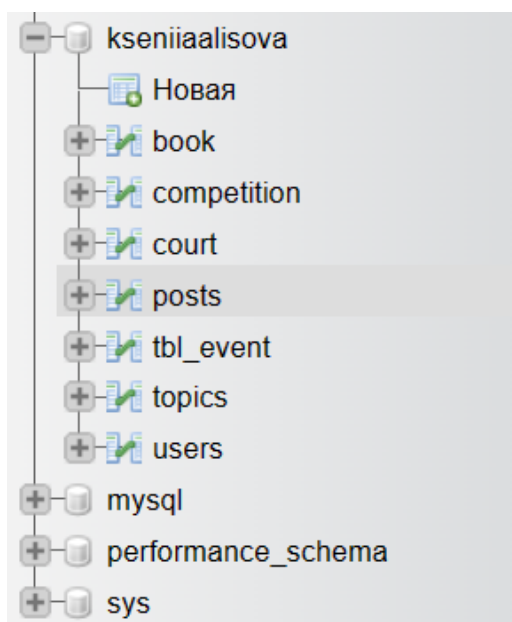 kseniiaalisova
Новая
book
competition
court
posts
tbl_event
topics
users
mysql
performance_schema
sys